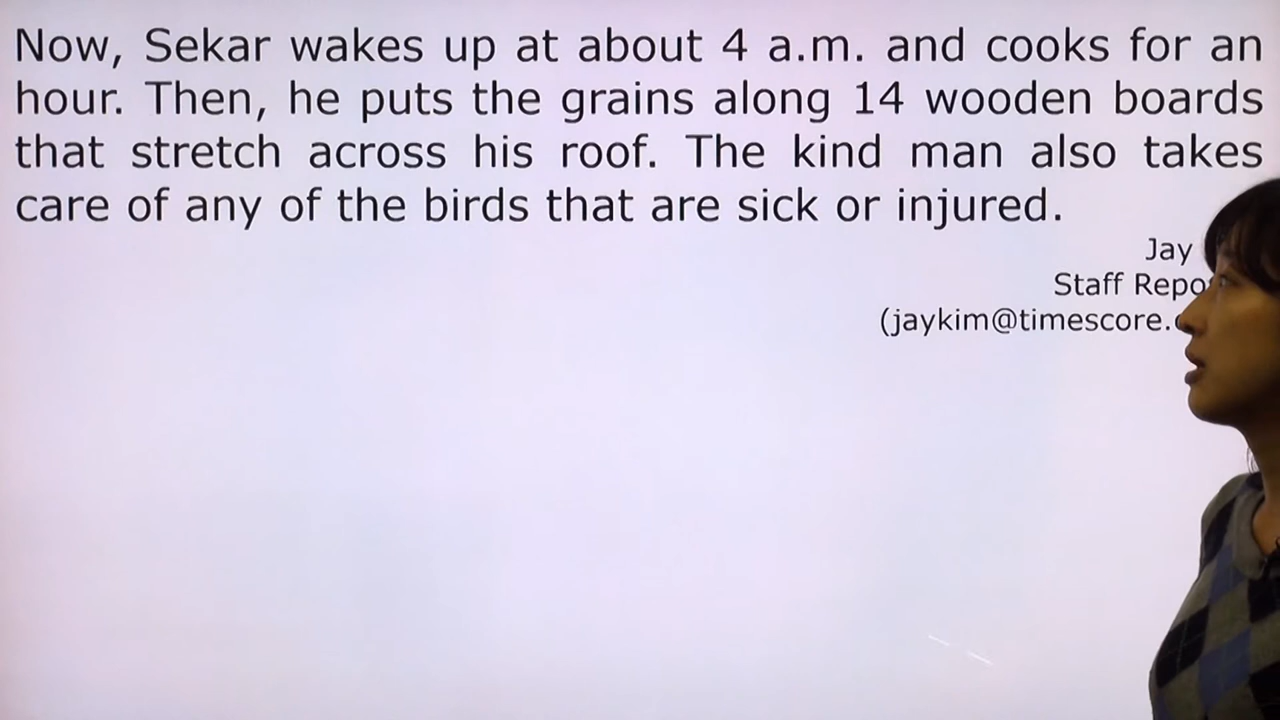 Now, Sekar wakes up at about 4 a.m. and cooks for an
hour. Then, he puts the grains along 14 wooden boards
that stretch across his roof. The kind man also takes
care of any of the birds that are sick or injured.
Jay
Staff
(jaykim@timescore.